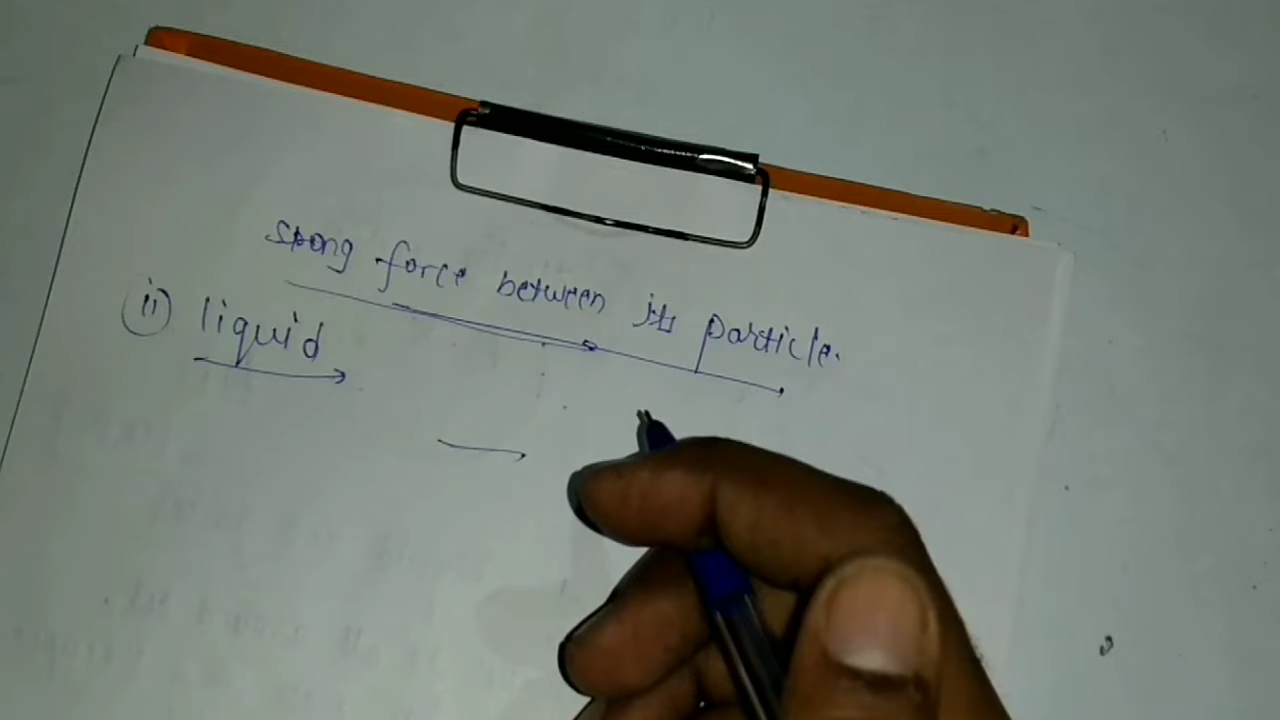 strong force between its particle.
(ii) liquid